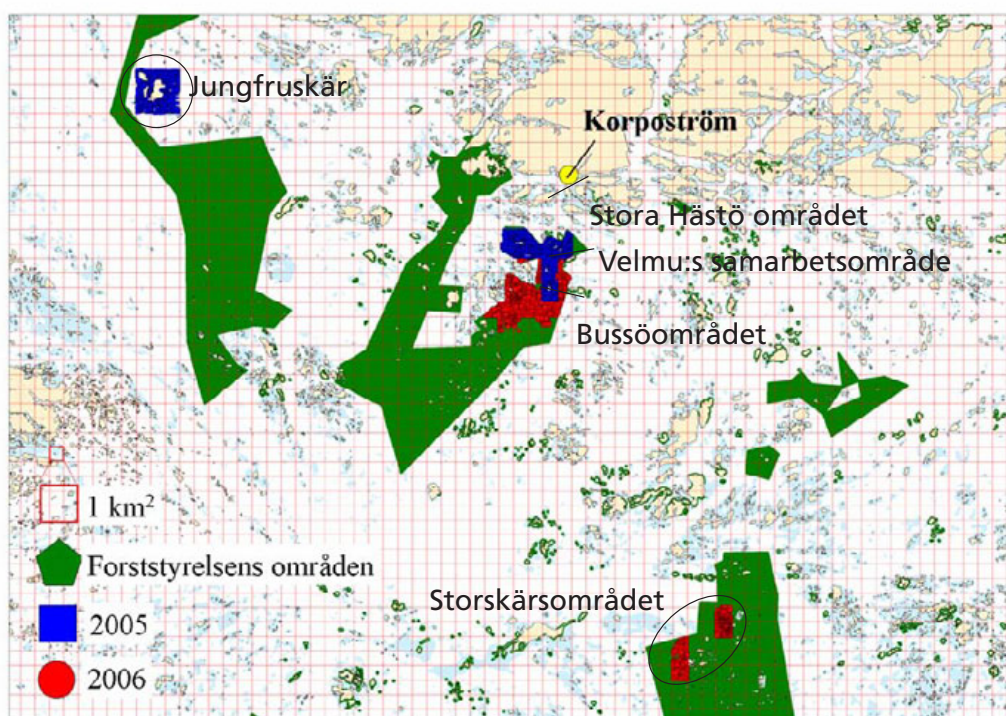 Jungfruskär
Korpoström
Stora Hästö området
Velmu:s samarbetsområde
Bussöområdet
1 km²
Forststyrelsens områden
Storskärsområdet
2005
2006